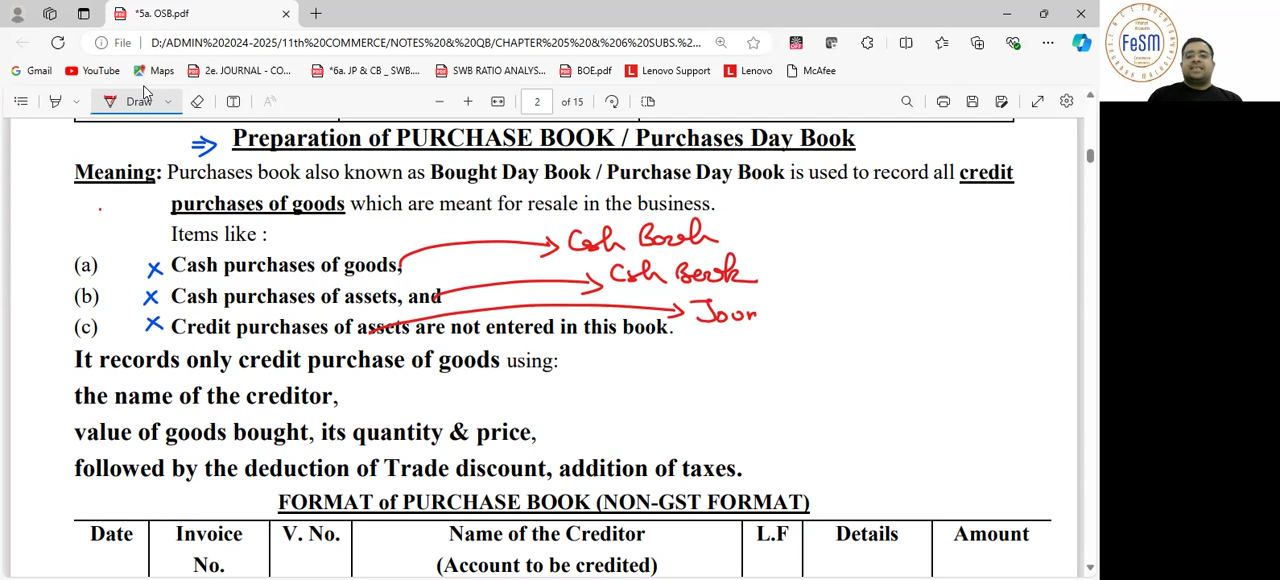 *5a. OSB.pdf
File D:/ADMIN%202024-2025/11th%20COMMERCE/NOTES%20&%20QB/CHAPTER%205%20&%206%20SUBS.%...
Gmail YouTube Maps 2e. JOURNAL - CO... *6a. JP & CB _ SWB.... SWB RATIO ANALYS... BOE.pdf Lenovo Support Lenovo McAfee
Draw 2 of 15
FeSM
Preparation of PURCHASE BOOK / Purchases Day Book
Meaning: Purchases book also known as Bought Day Book / Purchase Day Book is used to record all credit
purchases of goods which are meant for resale in the business.
Items like :
(a) Cash purchases of goods, Cash Book
(b) Cash purchases of assets, and Cash Book
(c) Credit purchases of assets are not entered in this book. Jour
It records only credit purchase of goods using:
the name of the creditor,
value of goods bought, its quantity & price,
followed by the deduction of Trade discount, addition of taxes.
FORMAT of PURCHASE BOOK (NON-GST FORMAT)
Date Invoice V. No. Name of the Creditor L.F Details Amount
No. (Account to be credited)